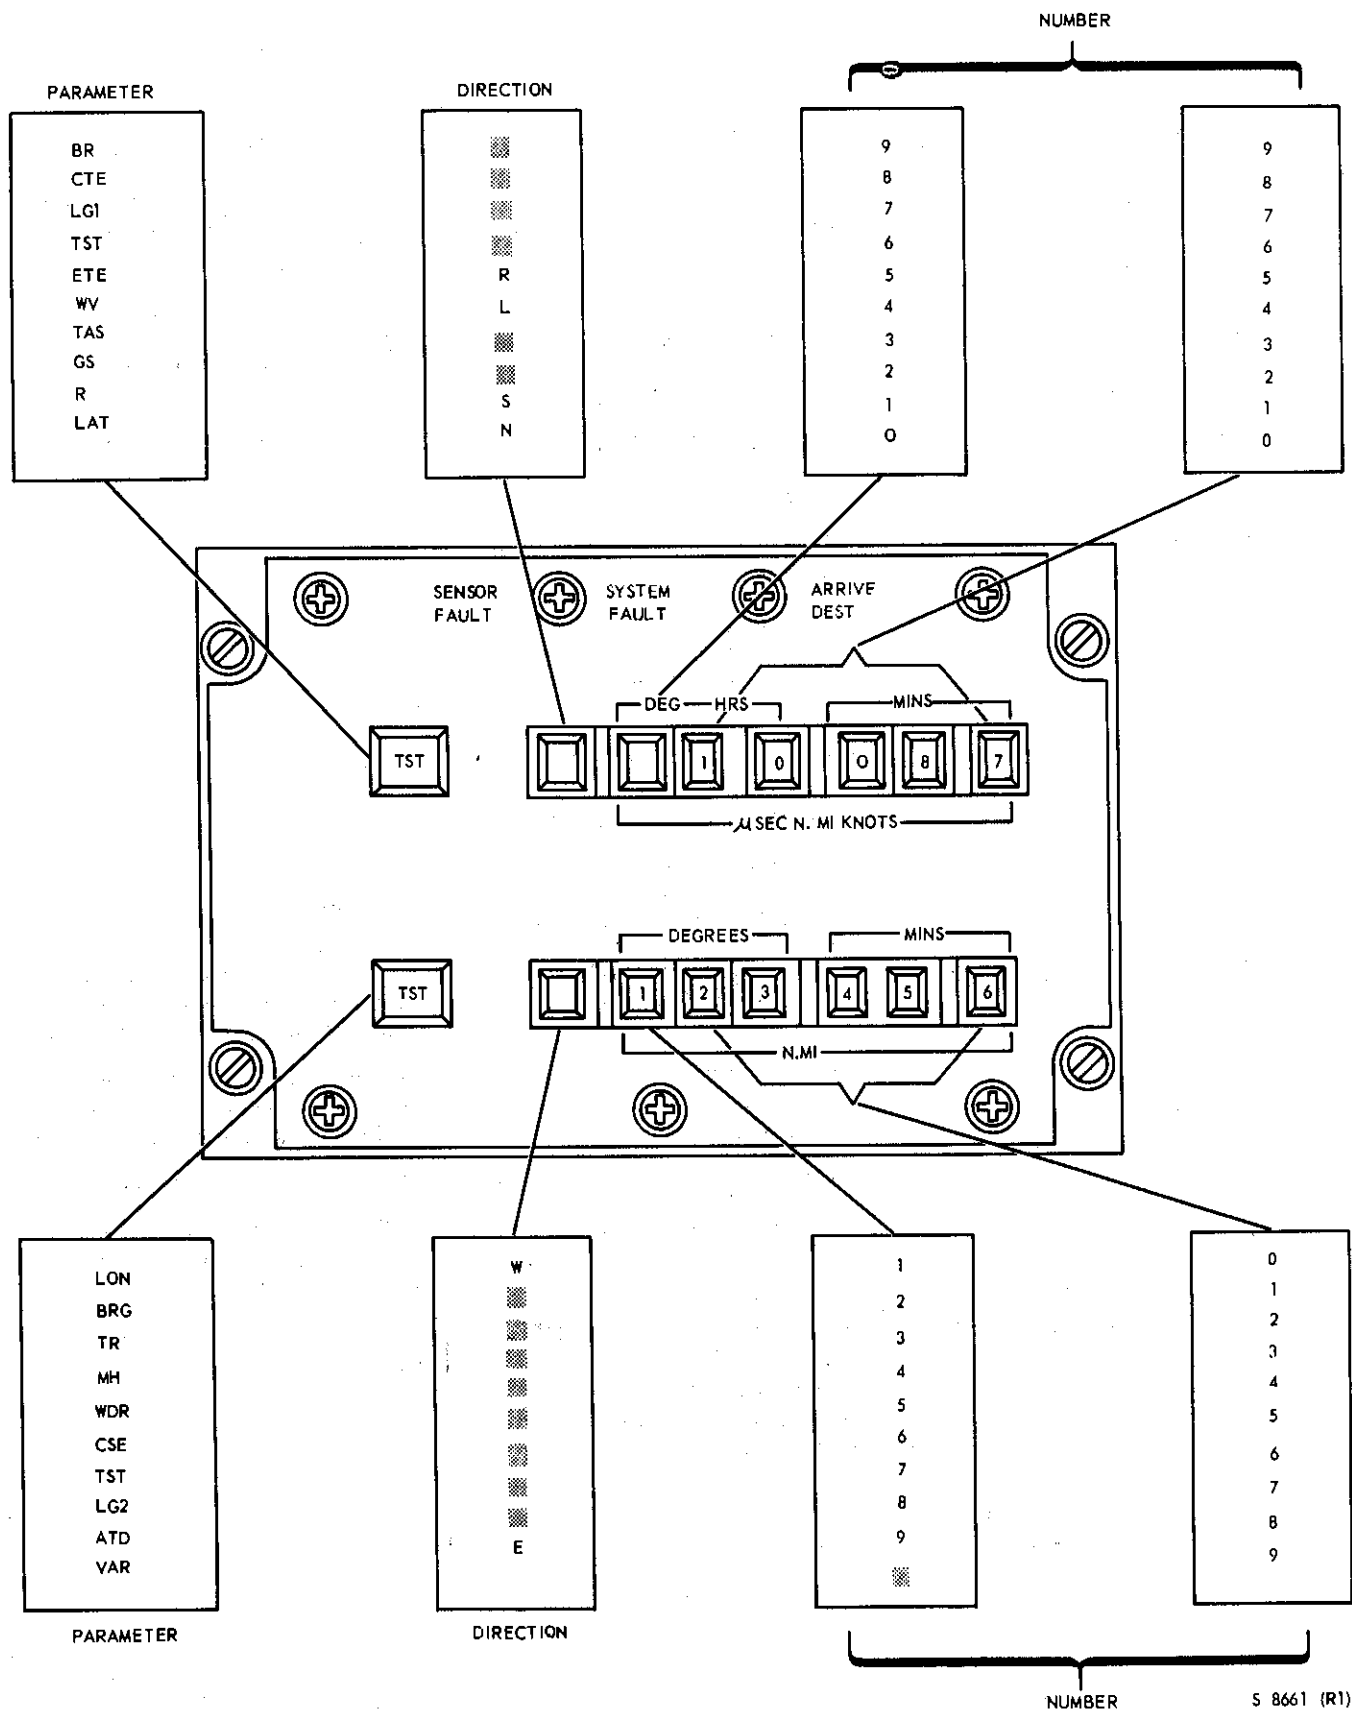 NUMBER
PARAMETER
DIRECTION
BR
CTE
LG1
TST
ETE
WV
TAS
GS
R
LAT
R
L
S
N
9
8
7
6
5
4
3
2
1
O
9
8
7
6
5
4
3
2
1
0
SENSOR FAULT
SYSTEM FAULT
ARRIVE DEST
DEG HRS
MINS
TST
1 0 O 8 7
µSEC N. MI KNOTS
DEGREES
MINS
TST
1 2 3 4 5 6
N.MI
LON
BRG
TR
MH
WDR
CSE
TST
LG2
ATD
VAR
W
E
1
2
3
4
5
6
7
8
9
0
1
2
3
4
5
6
7
8
9
PARAMETER
DIRECTION
NUMBER
S 8661 (R1)